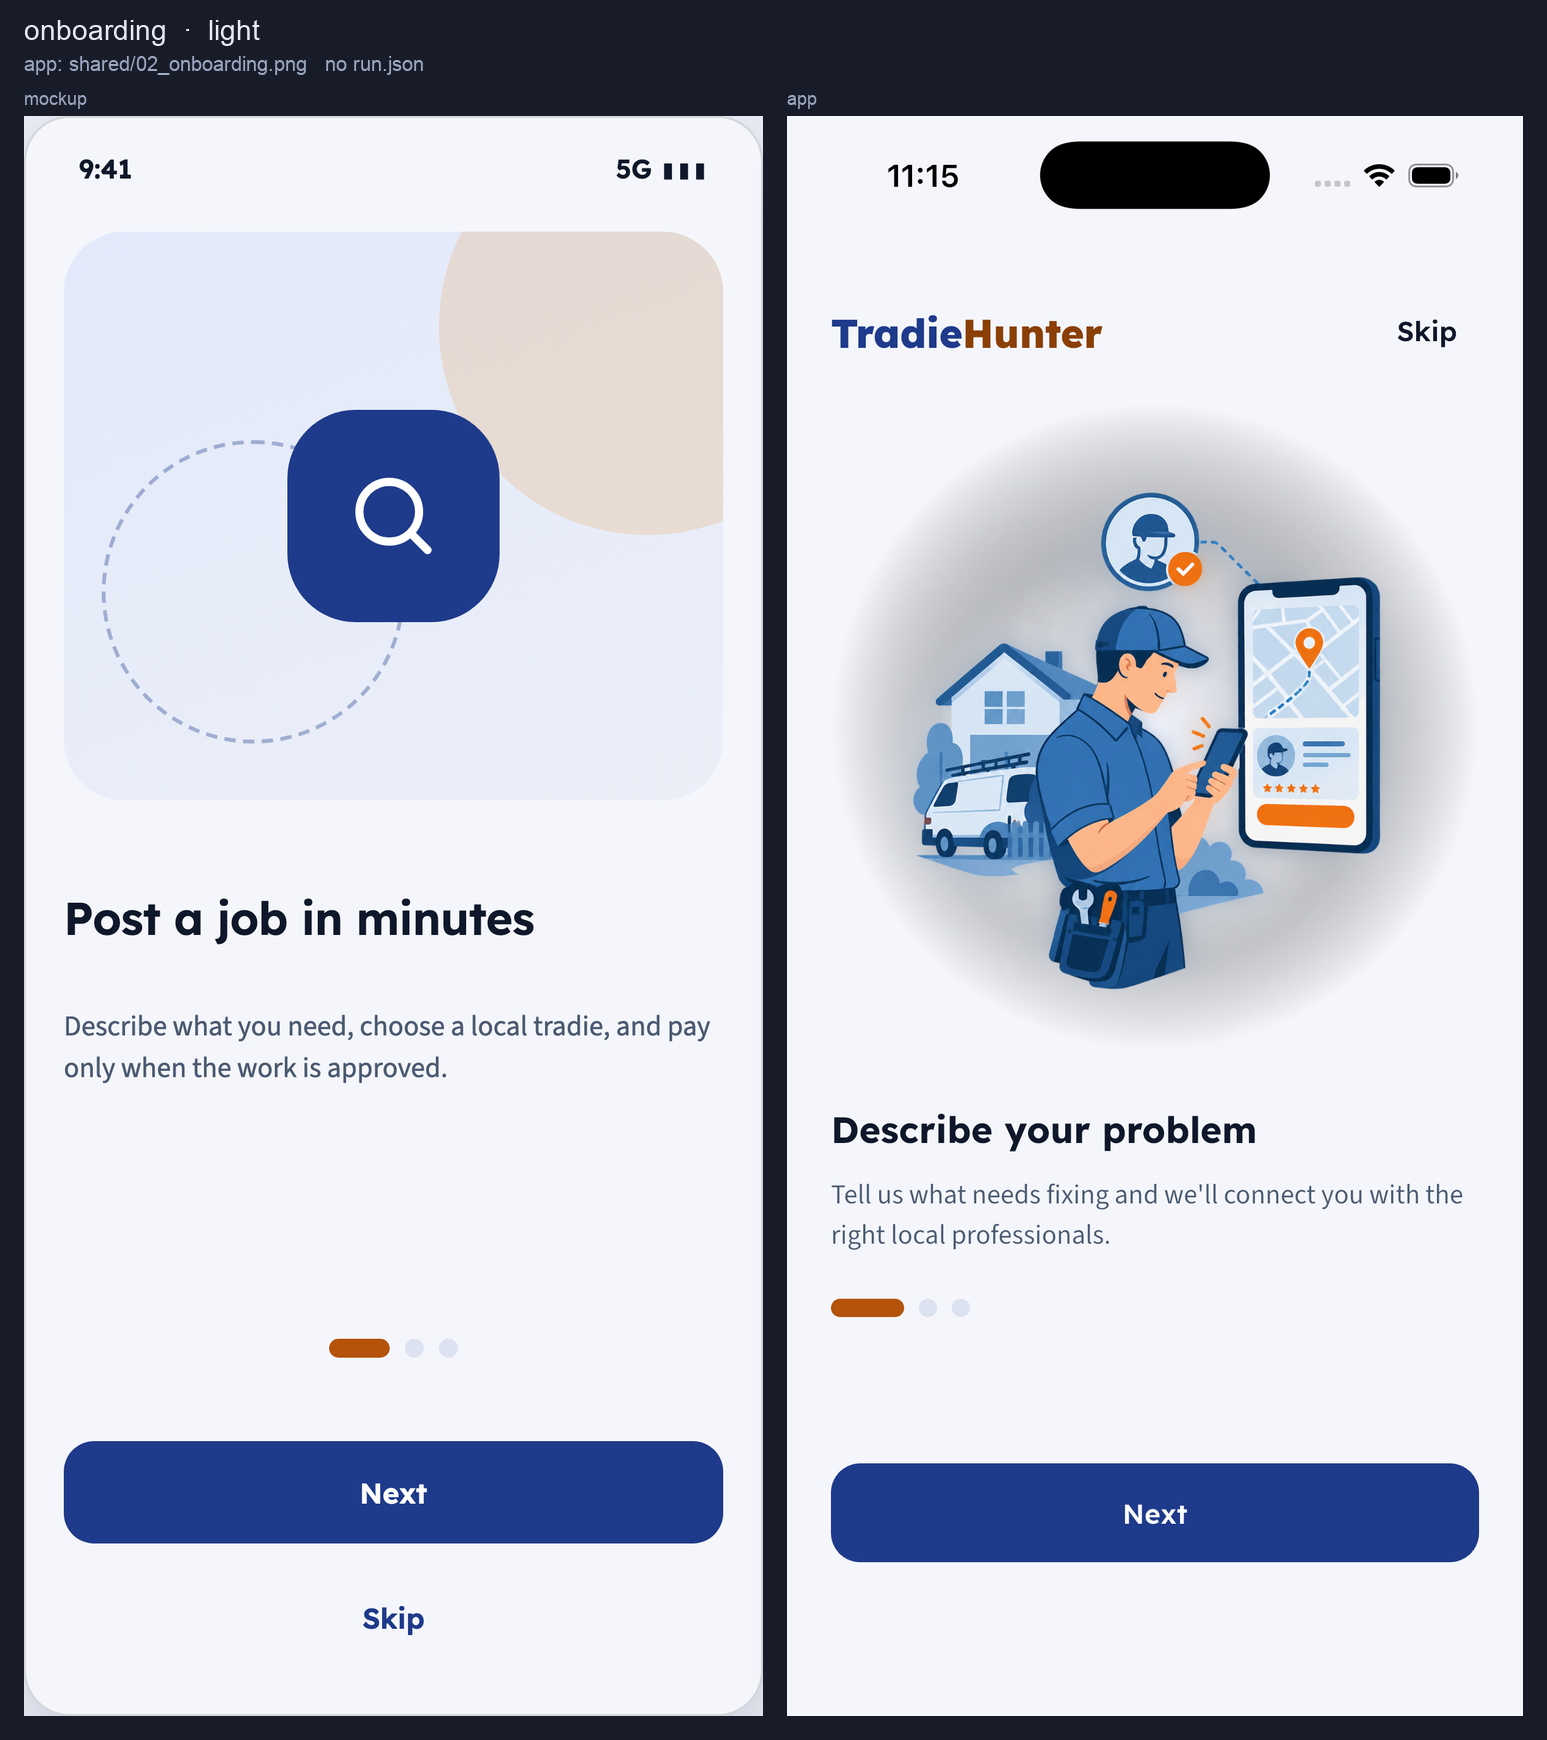 onboarding · light
app: shared/02_onboarding.png no run.json
mockup
9:41
5G
Post a job in minutes
Describe what you need, choose a local tradie, and pay
only when the work is approved.
Next
Skip
app
11:15
TradieHunter
Skip
Describe your problem
Tell us what needs fixing and we'll connect you with the
right local professionals.
Next